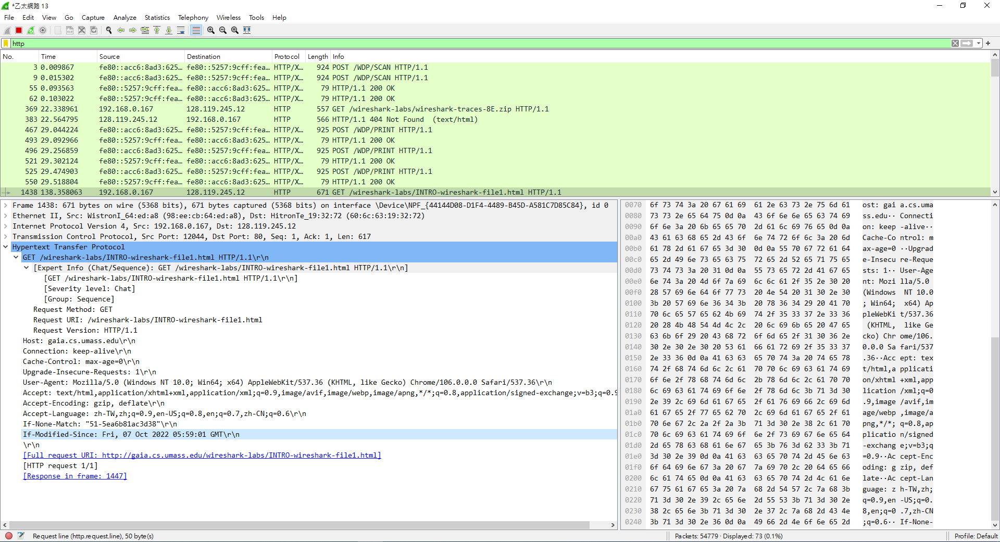 *乙太網路 13
File Edit View Go Capture Analyze Statistics Telephony Wireless Tools Help
http
No. Time Source Destination Protocol Length Info
3 0.009867 fe80::acc6:8ad3:625… fe80::5257:9cff:fea… HTTP/X… 924 POST /WDP/SCAN HTTP/1.1
9 0.015302 fe80::acc6:8ad3:625… fe80::5257:9cff:fea… HTTP/X… 924 POST /WDP/SCAN HTTP/1.1
55 0.093563 fe80::5257:9cff:fea… fe80::acc6:8ad3:625… HTTP/X… 79 HTTP/1.1 200 OK
62 0.103022 fe80::5257:9cff:fea… fe80::acc6:8ad3:625… HTTP/X… 79 HTTP/1.1 200 OK
369 22.338961 192.168.0.167 128.119.245.12 HTTP 557 GET /wireshark-labs/wireshark-traces-8E.zip HTTP/1.1
383 22.564795 128.119.245.12 192.168.0.167 HTTP 566 HTTP/1.1 404 Not Found (text/html)
467 29.044224 fe80::acc6:8ad3:625… fe80::5257:9cff:fea… HTTP/X… 925 POST /WDP/PRINT HTTP/1.1
493 29.092966 fe80::5257:9cff:fea… fe80::acc6:8ad3:625… HTTP/X… 79 HTTP/1.1 200 OK
496 29.256859 fe80::acc6:8ad3:625… fe80::5257:9cff:fea… HTTP/X… 925 POST /WDP/PRINT HTTP/1.1
521 29.302124 fe80::5257:9cff:fea… fe80::acc6:8ad3:625… HTTP/X… 79 HTTP/1.1 200 OK
525 29.474903 fe80::acc6:8ad3:625… fe80::5257:9cff:fea… HTTP/X… 925 POST /WDP/PRINT HTTP/1.1
550 29.518804 fe80::5257:9cff:fea… fe80::acc6:8ad3:625… HTTP/X… 79 HTTP/1.1 200 OK
1438 138.358063 192.168.0.167 128.119.245.12 HTTP 671 GET /wireshark-labs/INTRO-wireshark-file1.html HTTP/1.1
Frame 1438: 671 bytes on wire (5368 bits), 671 bytes captured (5368 bits) on interface \Device\NPF_{44144D08-D1F4-4489-B45D-A581C7D85C84}, id 0
Ethernet II, Src: WistronI_64:ed:a8 (98:ee:cb:64:ed:a8), Dst: HitronTe_19:32:72 (60:6c:63:19:32:72)
Internet Protocol Version 4, Src: 192.168.0.167, Dst: 128.119.245.12
Transmission Control Protocol, Src Port: 12044, Dst Port: 80, Seq: 1, Ack: 1, Len: 617
Hypertext Transfer Protocol
GET /wireshark-labs/INTRO-wireshark-file1.html HTTP/1.1\r\n
[Expert Info (Chat/Sequence): GET /wireshark-labs/INTRO-wireshark-file1.html HTTP/1.1\r\n]
[GET /wireshark-labs/INTRO-wireshark-file1.html HTTP/1.1\r\n]
[Severity level: Chat]
[Group: Sequence]
Request Method: GET
Request URI: /wireshark-labs/INTRO-wireshark-file1.html
Request Version: HTTP/1.1
Host: gaia.cs.umass.edu\r\n
Connection: keep-alive\r\n
Cache-Control: max-age=0\r\n
Upgrade-Insecure-Requests: 1\r\n
User-Agent: Mozilla/5.0 (Windows NT 10.0; Win64; x64) AppleWebKit/537.36 (KHTML, like Gecko) Chrome/106.0.0.0 Safari/537.36\r\n
Accept: text/html,application/xhtml+xml,application/xml;q=0.9,image/avif,image/webp,image/apng,*/*;q=0.8,application/signed-exchange;v=b3;q=0.9
Accept-Encoding: gzip, deflate\r\n
Accept-Language: zh-TW,zh;q=0.9,en-US;q=0.8,en;q=0.7,zh-CN;q=0.6\r\n
If-None-Match: "51-5ea6b81ac3d38"\r\n
If-Modified-Since: Fri, 07 Oct 2022 05:59:01 GMT\r\n
\r\n
[Full request URI: http://gaia.cs.umass.edu/wireshark-labs/INTRO-wireshark-file1.html]
[HTTP request 1/1]
[Response in frame: 1447]
0070 6f 73 74 3a 20 67 61 69 61 2e 63 73 2e 75 6d 61 ost: gai a.cs.uma
0080 73 73 2e 65 64 75 0d 0a 43 6f 6e 6e 65 63 74 69 ss.edu·· Connecti
0090 6f 6e 3a 20 6b 65 65 70 2d 61 6c 69 76 65 0d 0a on: keep -alive··
00a0 43 61 63 68 65 2d 43 6f 6e 74 72 6f 6c 3a 20 6d Cache-Co ntrol: m
00b0 61 78 2d 61 67 65 3d 30 0d 0a 55 70 67 72 61 64 ax-age=0 ··Upgrad
00c0 65 2d 49 6e 73 65 63 75 72 65 2d 52 65 71 75 65 e-Insecu re-Reque
00d0 73 74 73 3a 20 31 0d 0a 55 73 65 72 2d 41 67 65 sts: 1·· User-Age
00e0 6e 74 3a 20 4d 6f 7a 69 6c 6c 61 2f 35 2e 30 20 nt: Mozi lla/5.0
00f0 28 57 69 6e 64 6f 77 73 20 4e 54 20 31 30 2e 30 (Windows NT 10.0
0100 3b 20 57 69 6e 36 34 3b 20 78 36 34 29 20 41 70 ; Win64; x64) Ap
0110 70 6c 65 57 65 62 4b 69 74 2f 35 33 37 2e 33 36 pleWebKi t/537.36
0120 20 28 4b 48 54 4d 4c 2c 20 6c 69 6b 65 20 47 65 (KHTML, like Ge
0130 63 6b 6f 29 20 43 68 72 6f 6d 65 2f 31 30 36 2e cko) Chr ome/106.
0140 30 2e 30 2e 30 20 53 61 66 61 72 69 2f 35 33 37 0.0.0 Sa fari/537
0150 2e 33 36 0d 0a 41 63 63 65 70 74 3a 20 74 65 78 .36··Acc ept: tex
0160 74 2f 68 74 6d 6c 2c 61 70 70 6c 69 63 61 74 69 t/html,a pplicati
0170 6f 6e 2f 78 68 74 6d 6c 2b 78 6d 6c 2c 61 70 70 on/xhtml +xml,app
0180 6c 69 63 61 74 69 6f 6e 2f 78 6d 6c 3b 71 3d 30 lication /xml;q=0
0190 2e 39 2c 69 6d 61 67 65 2f 61 76 69 66 2c 69 6d .9,image /avif,im
01a0 61 67 65 2f 77 65 62 70 2c 69 6d 61 67 65 2f 61 age/webp ,image/a
01b0 70 6e 67 2c 2a 2f 2a 3b 71 3d 30 2e 38 2c 61 70 png,*/*; q=0.8,ap
01c0 70 6c 69 63 61 74 69 6f 6e 2f 73 69 67 6e 65 64 plicatio n/signed
01d0 2d 65 78 63 68 61 6e 67 65 3b 76 3d 62 33 3b 71 -exchang e;v=b3;q
01e0 3d 30 2e 39 0d 0a 41 63 63 65 70 74 2d 45 6e 63 =0.9··Ac cept-Enc
01f0 6f 64 69 6e 67 3a 20 67 7a 69 70 2c 20 64 65 66 oding: g zip, def
0200 6c 61 74 65 0d 0a 41 63 63 65 70 74 2d 4c 61 6e late··Ac cept-Lan
0210 67 75 61 67 65 3a 20 7a 68 2d 54 57 2c 7a 68 3b guage: z h-TW,zh;
0220 71 3d 30 2e 39 2c 65 6e 2d 55 53 3b 71 3d 30 2e q=0.9,en -US;q=0.
0230 38 2c 65 6e 3b 71 3d 30 2e 37 2c 7a 68 2d 43 4e 8,en;q=0 .7,zh-CN
0240 3b 71 3d 30 2e 36 0d 0a 49 66 2d 4e 6f 6e 65 2d ;q=0.6·· If-None-
Request line (http.request.line), 50 byte(s)
Packets: 54779 · Displayed: 73 (0.1%)
Profile: Default